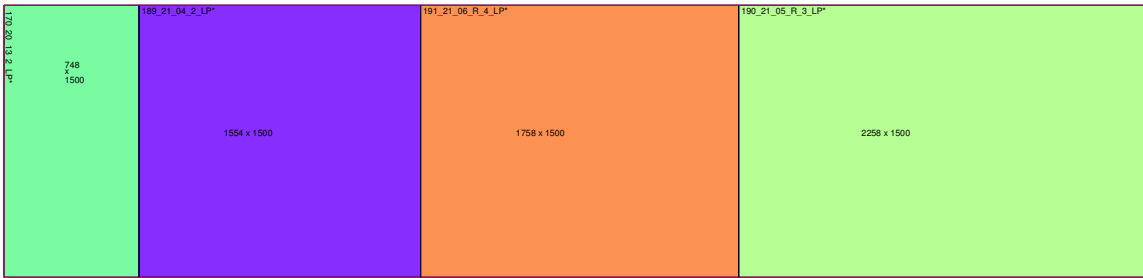 170_20_13_2_LP*
748
x
1500
189_21_04_2_LP*
1554 x 1500
191_21_06_R_4_LP*
1758 x 1500
190_21_05_R_3_LP*
2258 x 1500